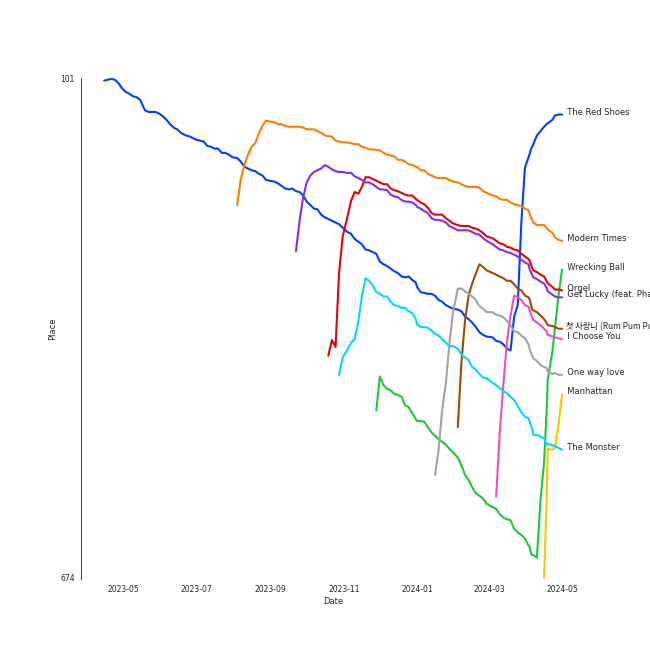 101
The Red Shoes
Modern Times
Wrecking Ball
Orgel
Get Lucky (feat. Pha
첫 사랑니 (Rum Pum Pu
I Choose You
One way love
Manhattan
The Monster
Place
674
2023-05
2023-07
2023-09
2023-11
2024-01
2024-03
2024-05
Date